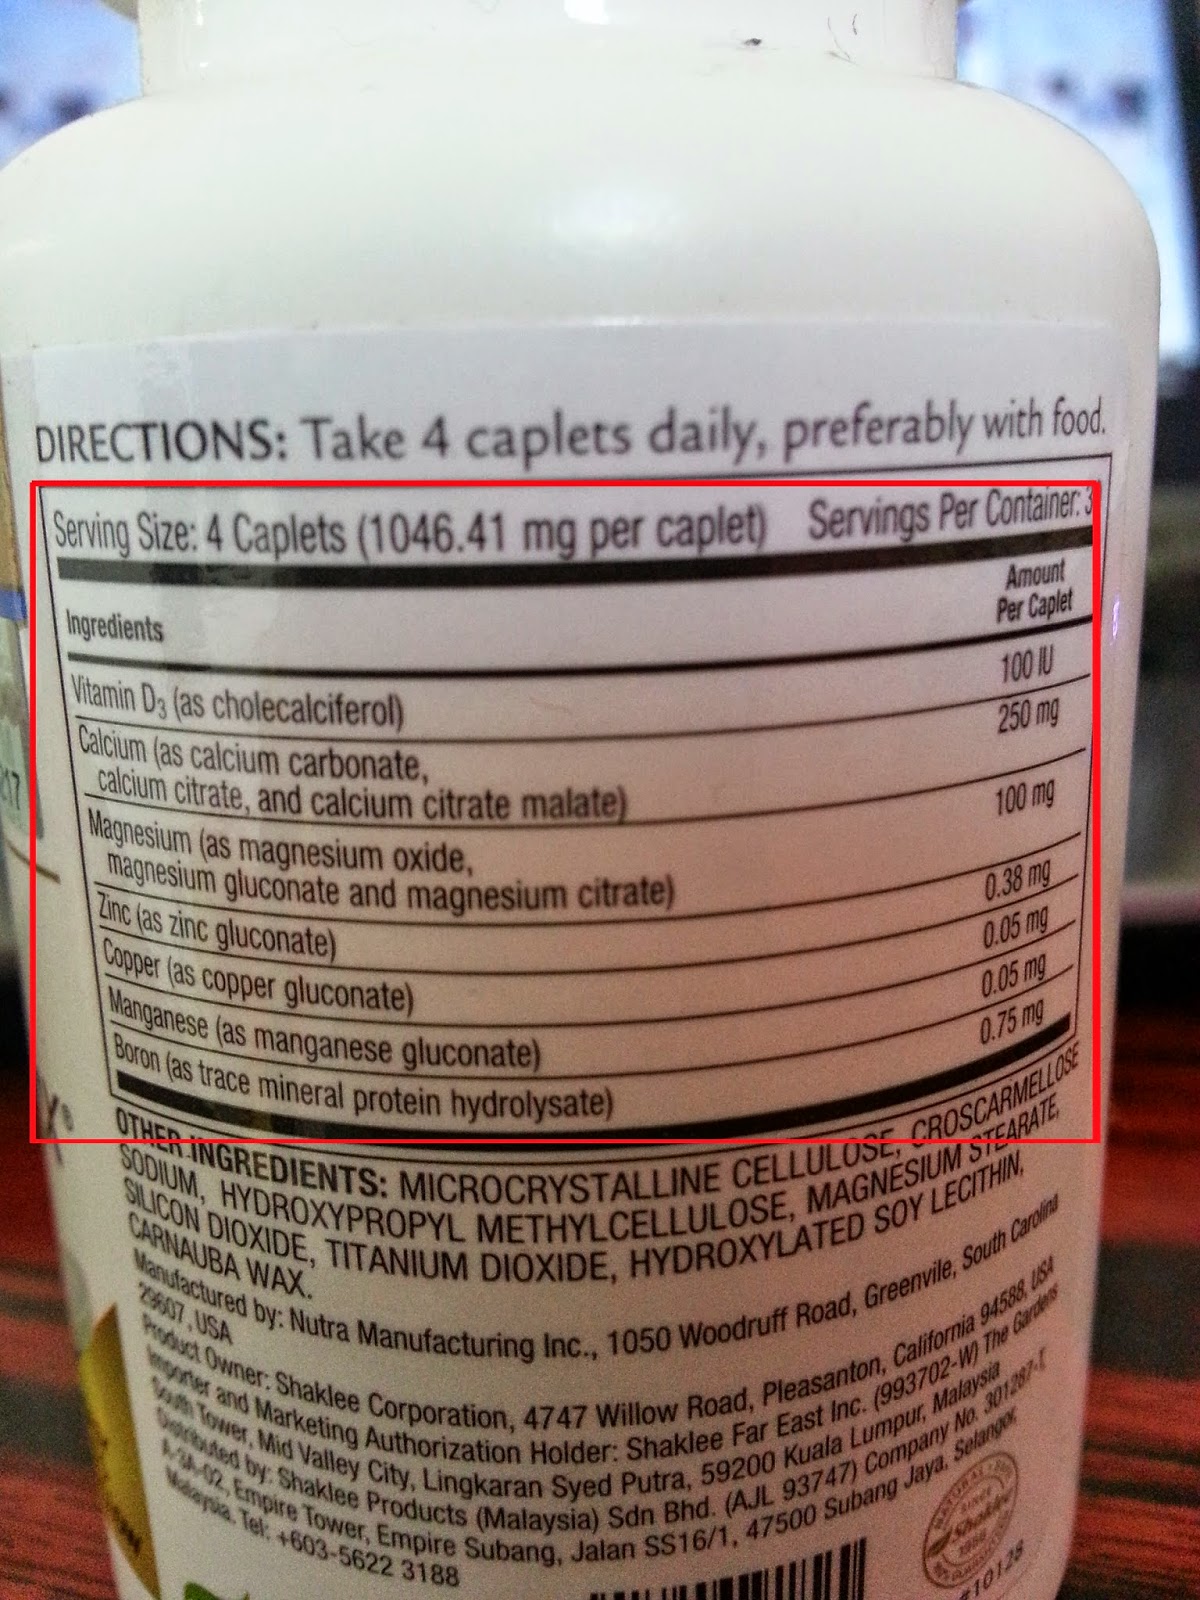 DIRECTIONS: Take 4 caplets daily, preferably with food.
Serving Size: 4 Caplets (1046.41 mg per caplet) Servings Per Container: 3
Ingredients Amount
Per Caplet
Vitamin D3 (as cholecalciferol) 100 IU
Calcium (as calcium carbonate, 250 mg
calcium citrate, and calcium citrate malate)
Magnesium (as magnesium oxide, 100 mg
magnesium gluconate and magnesium citrate)
Zinc (as zinc gluconate) 0.38 mg
Copper (as copper gluconate) 0.05 mg
Manganese (as manganese gluconate) 0.05 mg
Boron (as trace mineral protein hydrolysate) 0.75 mg
OTHER INGREDIENTS: MICROCRYSTALLINE CELLULOSE, CROSCARMELLOSE
SODIUM, HYDROXYPROPYL METHYLCELLULOSE, MAGNESIUM STEARATE,
SILICON DIOXIDE, TITANIUM DIOXIDE, HYDROXYLATED SOY LECITHIN,
CARNAUBA WAX.
Manufactured by: Nutra Manufacturing Inc., 1050 Woodruff Road, Greenvile, South Carolina
29607, USA
Product Owner: Shaklee Corporation, 4747 Willow Road, Pleasanton, California 94588, USA
Importer and Marketing Authorization Holder: Shaklee Far East Inc. (993702-W) The Gardens
South Tower, Mid Valley City, Lingkaran Syed Putra, 59200 Kuala Lumpur, Malaysia
Distributed by: Shaklee Products (Malaysia) Sdn Bhd. (AJL 93747) Company No. 301287-T,
A-3A-02, Empire Tower, Empire Subang, Jalan SS16/1, 47500 Subang Jaya, Selangor,
Malaysia. Tel: +603-5622 3188
Shaklee
#10128
217